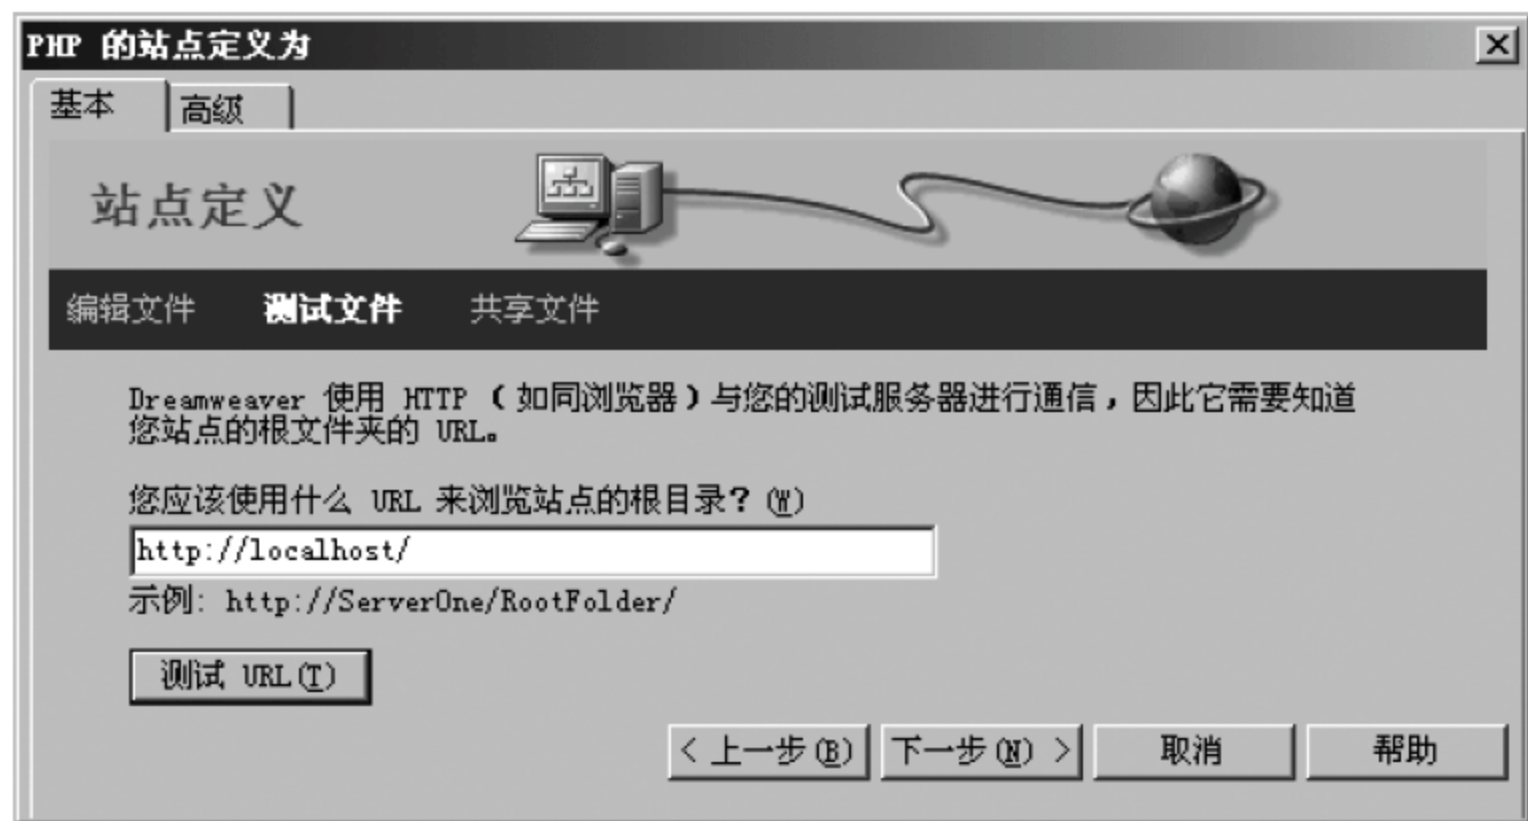 PHP 的站点定义为
基本 高级
站点定义
编辑文件 测试文件 共享文件
Dreamweaver 使用 HTTP (如同浏览器)与您的测试服务器进行通信,因此它需要知道
您站点的根文件夹的 URL。
您应该使用什么 URL 来浏览站点的根目录?(W)
http://localhost/
示例: http://ServerOne/RootFolder/
测试 URL(T)
< 上一步(B) 下一步(N) > 取消 帮助